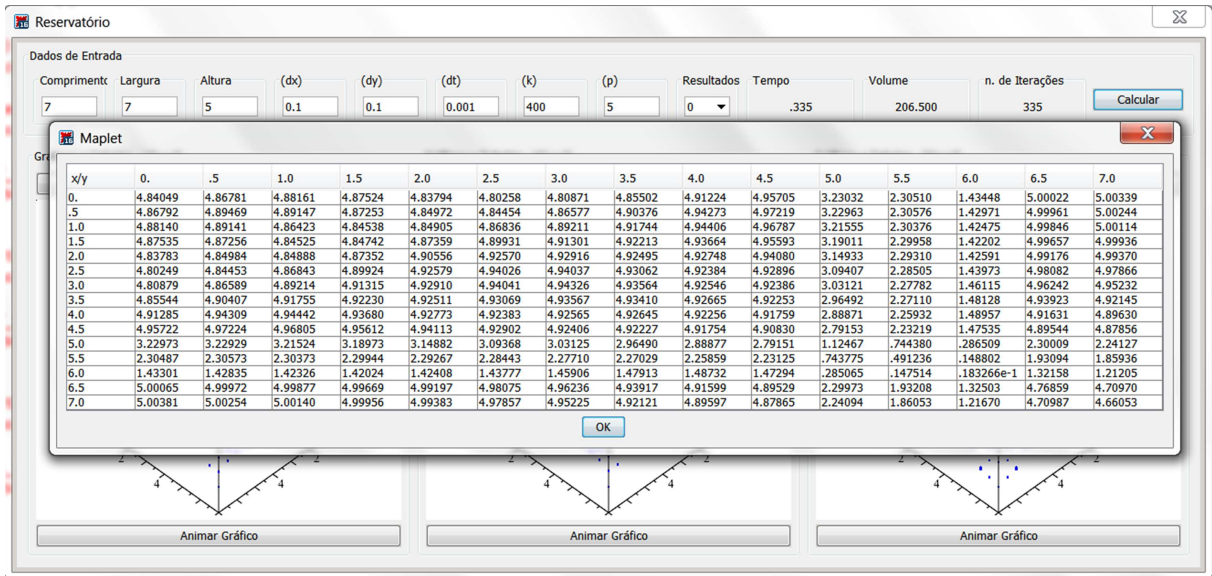 Reservatório
Dados de Entrada
Comprimento Largura Altura (dx) (dy) (dt) (k) (p) Resultados Tempo Volume n. de Iterações
7 7 5 0.1 0.1 0.001 400 5 0 .335 206.500 335 Calcular
Maplet
x/y 0. .5 1.0 1.5 2.0 2.5 3.0 3.5 4.0 4.5 5.0 5.5 6.0 6.5 7.0
0. 4.84049 4.86781 4.88161 4.87524 4.83794 4.80258 4.80871 4.85502 4.91224 4.95705 3.23032 2.30510 1.43448 5.00022 5.00339
.5 4.86792 4.89469 4.89147 4.87253 4.84972 4.84454 4.86577 4.90376 4.94273 4.97219 3.22963 2.30576 1.42971 4.99961 5.00244
1.0 4.88140 4.89141 4.86423 4.84538 4.84905 4.86836 4.89211 4.91744 4.94406 4.96787 3.21555 2.30376 1.42475 4.99846 5.00114
1.5 4.87535 4.87256 4.84525 4.84742 4.87359 4.89931 4.91301 4.92213 4.93664 4.95593 3.19011 2.29958 1.42202 4.99657 4.99936
2.0 4.83783 4.84984 4.84888 4.87352 4.90556 4.92570 4.92916 4.92495 4.92748 4.94080 3.14933 2.29310 1.42591 4.99176 4.99370
2.5 4.80249 4.84453 4.86843 4.89924 4.92579 4.94026 4.94037 4.93062 4.92384 4.92896 3.09407 2.28505 1.43973 4.98082 4.97866
3.0 4.80879 4.86589 4.89214 4.91315 4.92910 4.94041 4.94326 4.93564 4.92546 4.92386 3.03121 2.27782 1.46115 4.96242 4.95232
3.5 4.85544 4.90407 4.91755 4.92230 4.92511 4.93069 4.93567 4.93410 4.92665 4.92253 2.96492 2.27110 1.48128 4.93923 4.92145
4.0 4.91285 4.94309 4.94442 4.93680 4.92773 4.92383 4.92565 4.92645 4.92256 4.91759 2.88871 2.25932 1.48957 4.91631 4.89630
4.5 4.95722 4.97224 4.96805 4.95612 4.94113 4.92902 4.92406 4.92227 4.91754 4.90830 2.79153 2.23219 1.47535 4.89544 4.87856
5.0 3.22973 3.22929 3.21524 3.18973 3.14882 3.09368 3.03125 2.96490 2.88877 2.79151 1.12467 .744380 .286509 2.30009 2.24127
5.5 2.30487 2.30573 2.30373 2.29944 2.29267 2.28443 2.27710 2.27029 2.25859 2.23125 .743775 .491236 .148802 1.93094 1.85936
6.0 1.43301 1.42835 1.42326 1.42024 1.42408 1.43777 1.45906 1.47913 1.48732 1.47294 .285065 .147514 .183266e-1 1.32158 1.21205
6.5 5.00065 4.99972 4.99877 4.99669 4.99197 4.98075 4.96236 4.93917 4.91599 4.89529 2.29973 1.93208 1.32503 4.76859 4.70970
7.0 5.00381 5.00254 5.00140 4.99956 4.99383 4.97857 4.95225 4.92121 4.89597 4.87865 2.24094 1.86053 1.21670 4.70987 4.66053
OK
2 2 2 2 2 2
4 4 4 4 4 4
Animar Gráfico Animar Gráfico Animar Gráfico